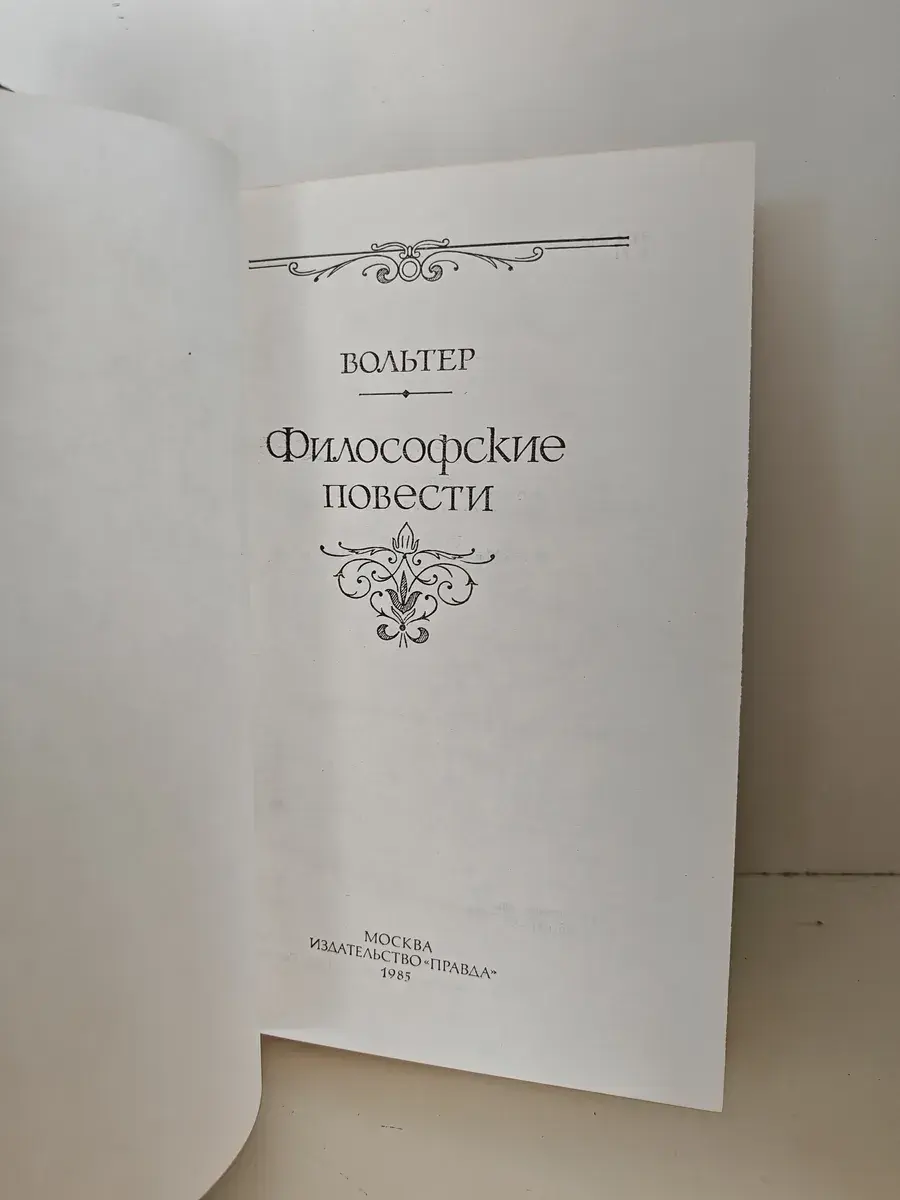 ВОЛЬТЕР
Философские
повести
МОСКВА
ИЗДАТЕЛЬСТВО «ПРАВДА»
1985